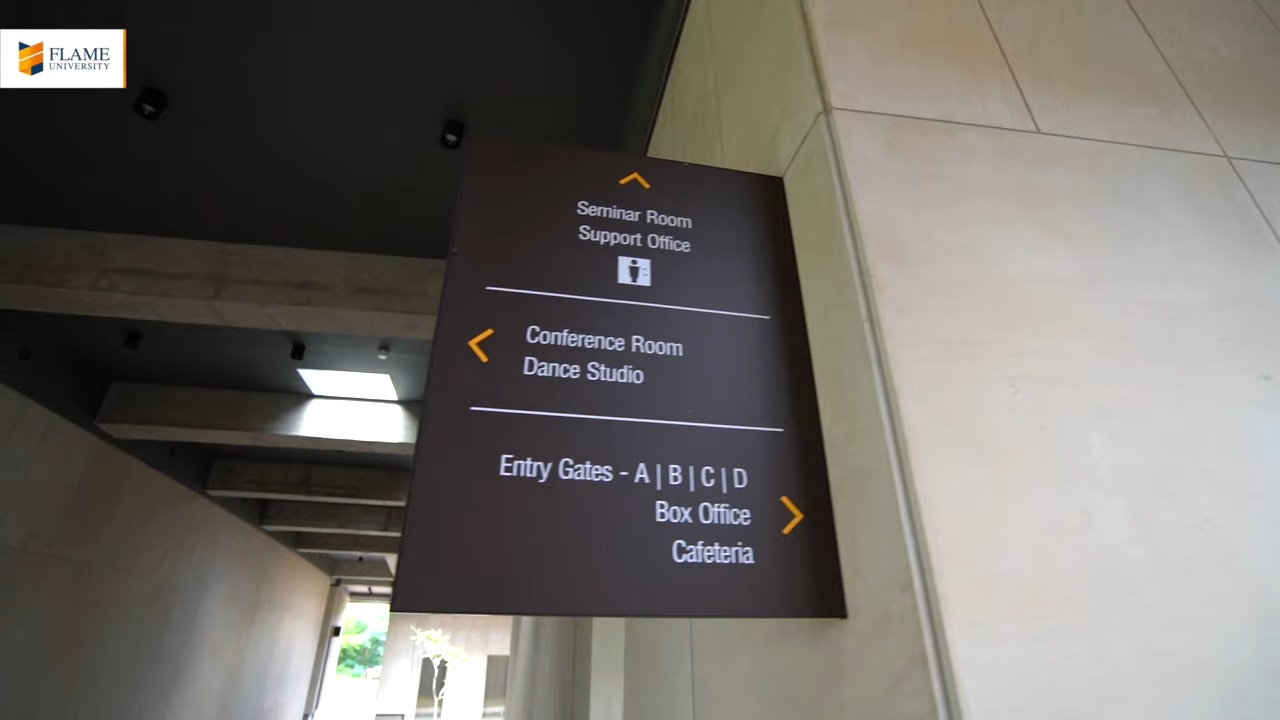 FLAME
UNIVERSITY
Seminar Room
Support Office
Conference Room
Dance Studio
Entry Gates - A | B | C | D
Box Office
Cafeteria